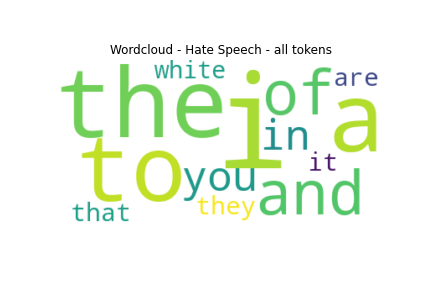 Wordcloud - Hate Speech - all tokens
white
are
the
i
of
a
in
to
you
it
and
that
they